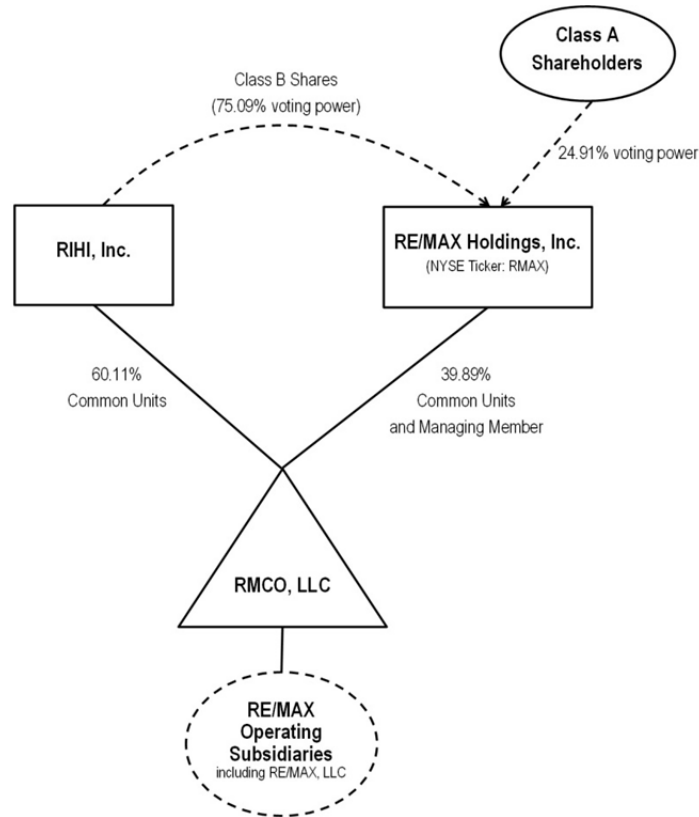 Class A
Shareholders
Class B Shares
(75.09% voting power)
24.91% voting power
RIHI, Inc.
RE/MAX Holdings, Inc.
(NYSE Ticker: RMAX)
60.11%
Common Units
39.89%
Common Units
and Managing Member
RMCO, LLC
RE/MAX
Operating
Subsidiaries
including RE/MAX, LLC